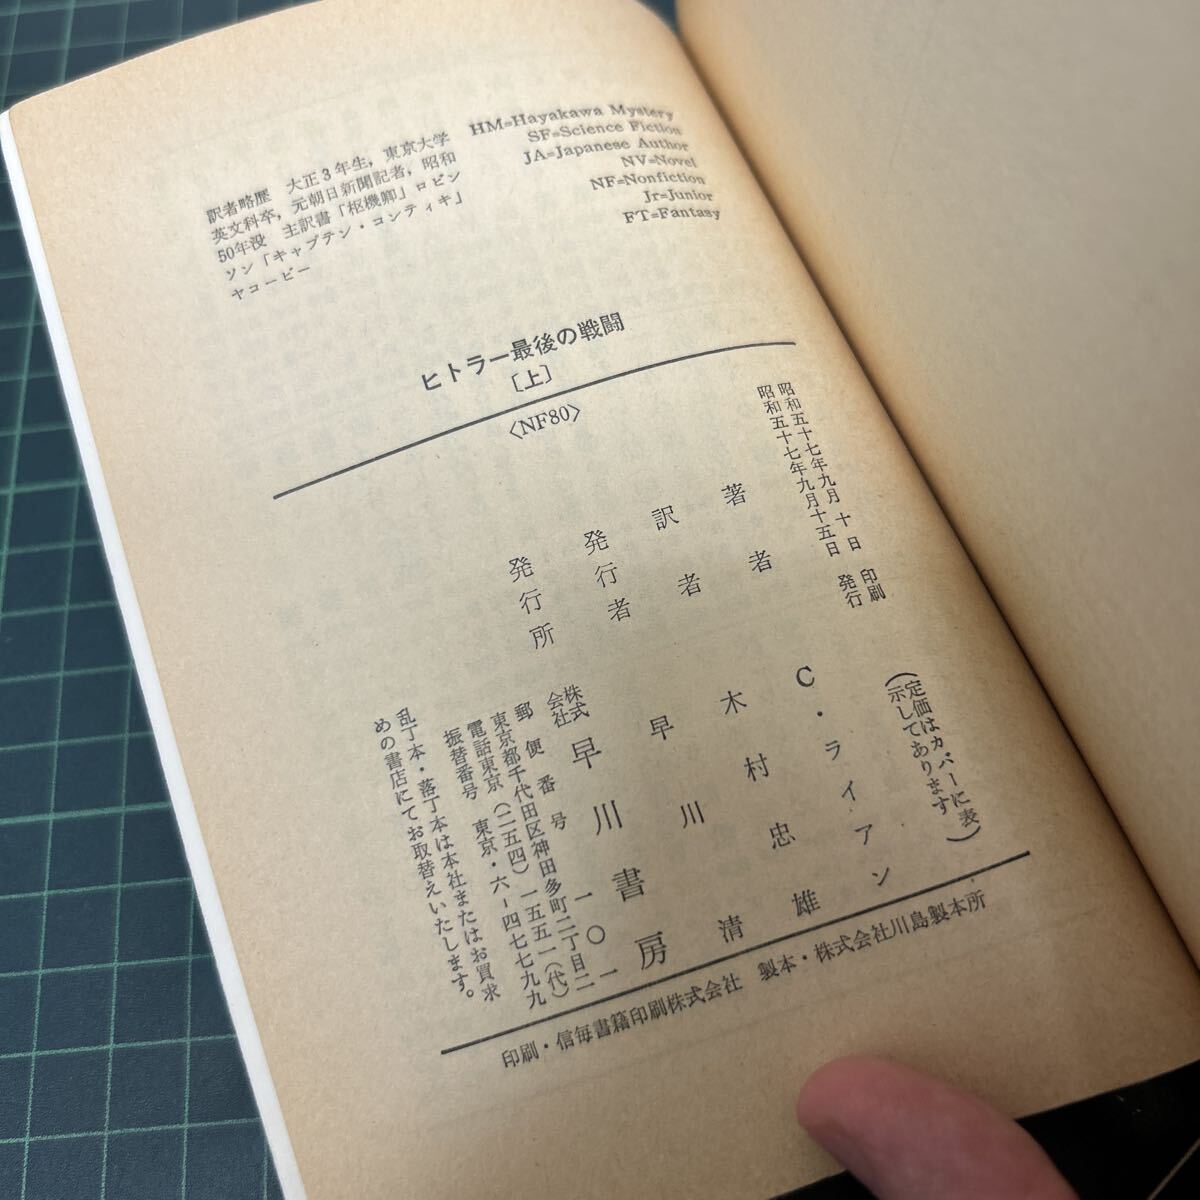 HM=Hayakawa Mystery
SF=Science Fiction
JA=Japanese Author
NV=Novel
NF=Nonfiction
Jr=Junior
FT=Fantasy
訳者略歴　大正3年生，東京大学
英文科卒，元朝日新聞記者，昭和
50年没　主訳書「枢機卿」ロビン
ソン「キャプテン・コンティキ」
ヤコービー
ヒトラー最後の戦闘
〔上〕
〈NF80〉
昭和五十七年九月　十　日　印刷
昭和五十七年九月十五日　発行
（定価はカバーに表
示してあります）
著者　C・ライアン
訳者　木村忠雄
発行者　早川清
発行所　株式会社　早川書房
郵便番号　一〇一
東京都千代田区神田多町二丁目二
電話東京（二五四）一五五一（代）
振替番号　東京・六－四七七九九
乱丁本・落丁本は本社またはお買求
めの書店にてお取替えいたします。
印刷・信毎書籍印刷株式会社　製本・株式会社川島製本所